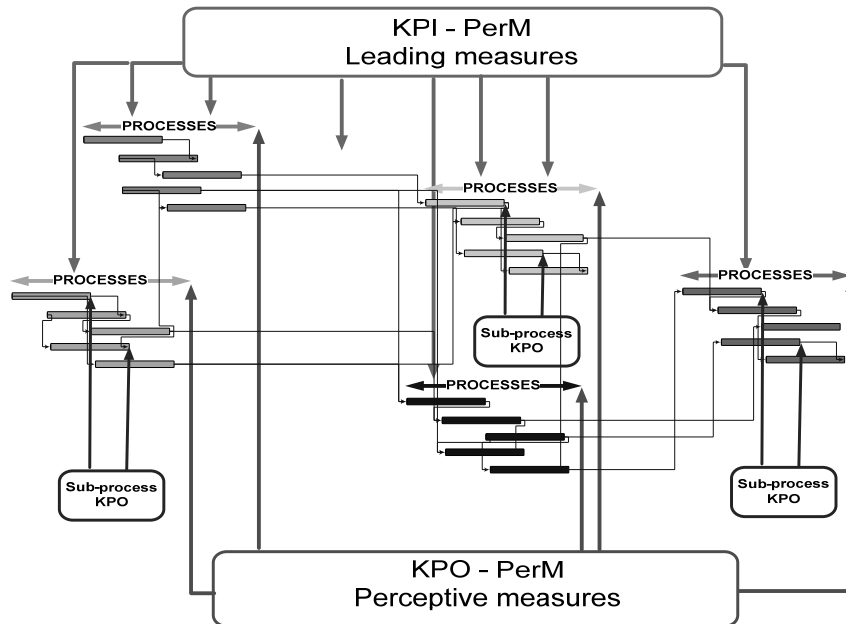 KPI - PerM
Leading measures
PROCESSES
PROCESSES
PROCESSES
PROCESSES
Sub-process
KPO
PROCESSES
Sub-process
KPO
Sub-process
KPO
KPO - PerM
Perceptive measures